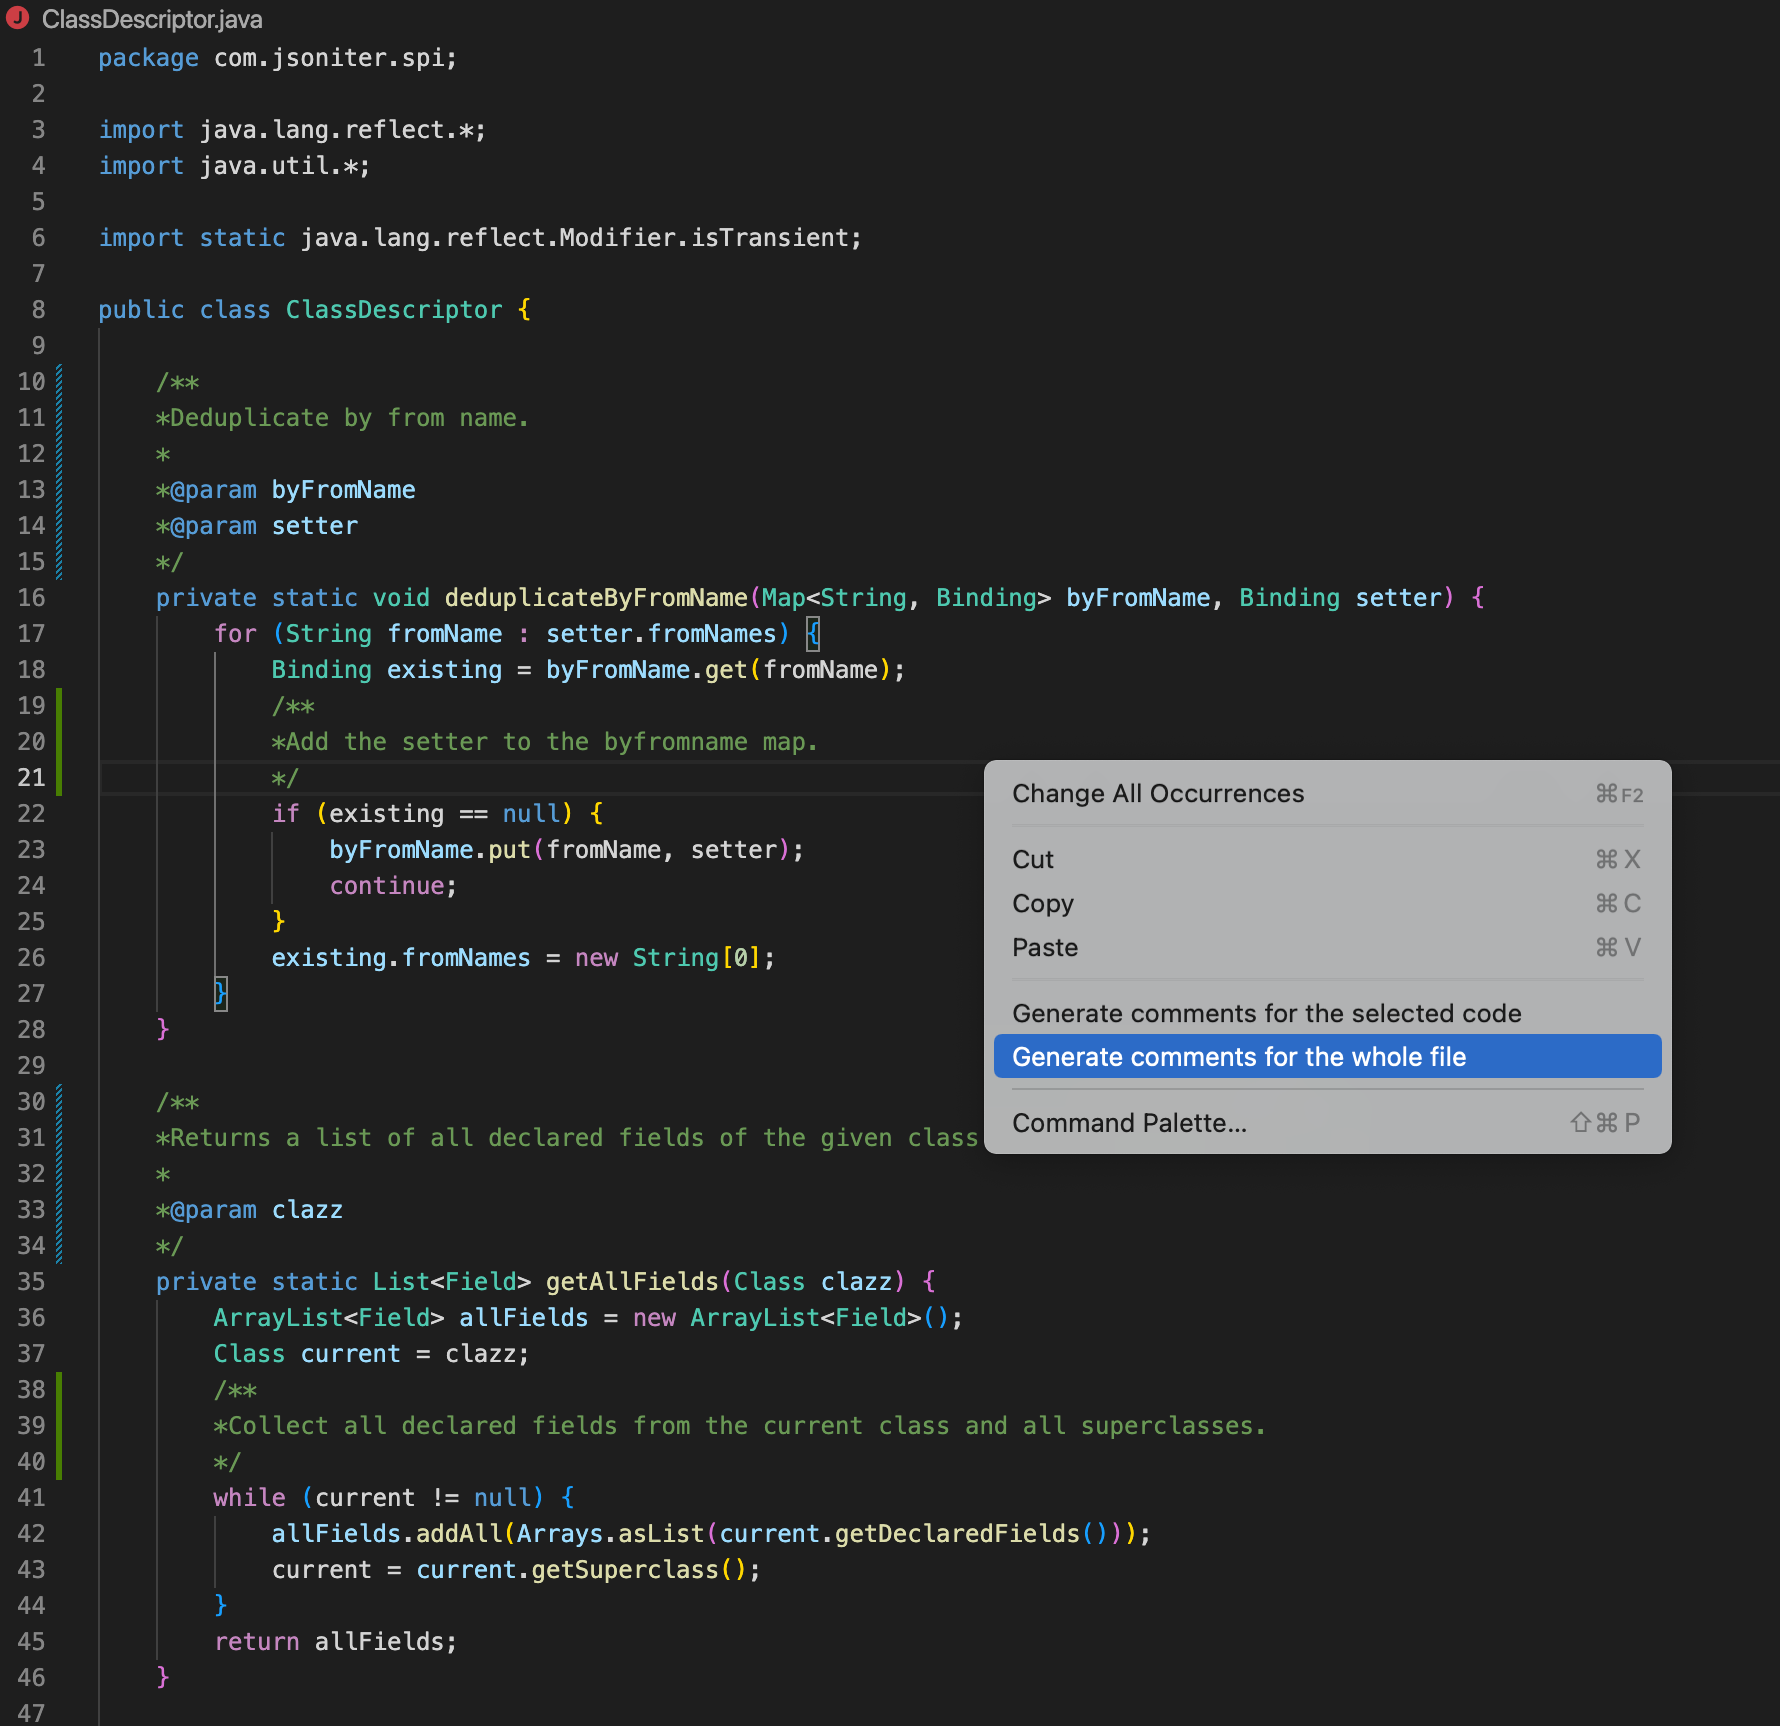 J ClassDescriptor.java
1 package com.jsoniter.spi;
2
3 import java.lang.reflect.*;
4 import java.util.*;
5
6 import static java.lang.reflect.Modifier.isTransient;
7
8 public class ClassDescriptor {
9
10 /**
11 *Deduplicate by from name.
12 *
13 *@param byFromName
14 *@param setter
15 */
16 private static void deduplicateByFromName(Map<String, Binding> byFromName, Binding setter) {
17 for (String fromName : setter.fromNames) {
18 Binding existing = byFromName.get(fromName);
19 /**
20 *Add the setter to the byfromname map.
21 */
22 if (existing == null) {
23 byFromName.put(fromName, setter);
24 continue;
25 }
26 existing.fromNames = new String[0];
27 }
28 }
29
30 /**
31 *Returns a list of all declared fields of the given class
32 *
33 *@param clazz
34 */
35 private static List<Field> getAllFields(Class clazz) {
36 ArrayList<Field> allFields = new ArrayList<Field>();
37 Class current = clazz;
38 /**
39 *Collect all declared fields from the current class and all superclasses.
40 */
41 while (current != null) {
42 allFields.addAll(Arrays.asList(current.getDeclaredFields()));
43 current = current.getSuperclass();
44 }
45 return allFields;
46 }
47
Change All Occurrences ⌘F2
Cut ⌘ X
Copy ⌘ C
Paste ⌘ V
Generate comments for the selected code
Generate comments for the whole file
Command Palette... ⇧⌘ P